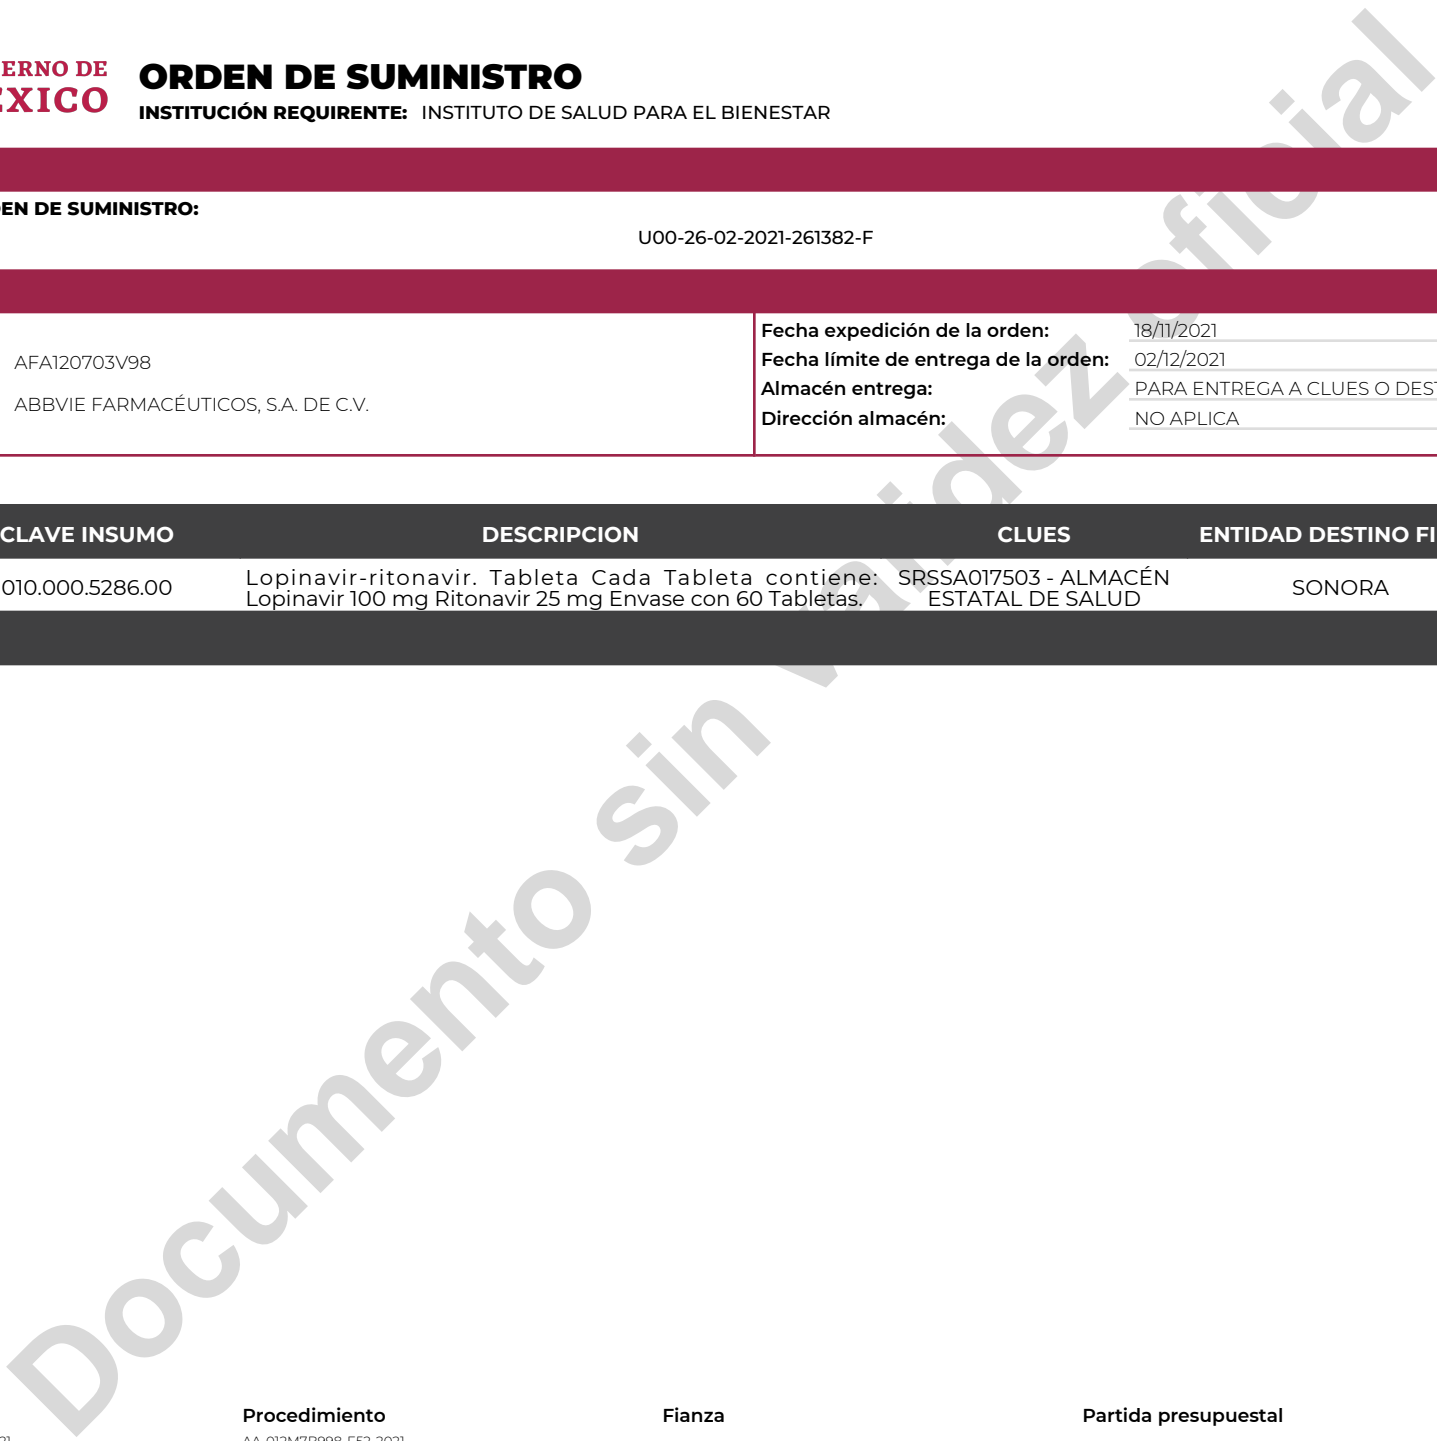 ERNO DE
ORDEN DE SUMINISTRO
INSTITUCIÓN REQUIRENTE: INSTITUTO DE SALUD PARA EL BIENESTAR
EN DE SUMINISTRO:
U00-26-02-2021-261382-F
AFA120703V98
ABBVIE FARMACÉUTICOS, S.A. DE C.V.
Fecha expedición de la orden: 18/11/2021
Fecha límite de entrega de la orden: 02/12/2021
Almacén entrega: PARA ENTREGA A CLUES O DEST
Dirección almacén: NO APLICA
CLAVE INSUMO DESCRIPCION CLUES ENTIDAD DESTINO FI
010.000.5286.00
Lopinavir-ritonavir. Tableta Cada Tableta contiene:
Lopinavir 100 mg Ritonavir 25 mg Envase con 60 Tabletas.
SRSSA017503 - ALMACÉN
ESTATAL DE SALUD
SONORA
Documento sin validez oficial
Procedimiento Fianza Partida presupuestal